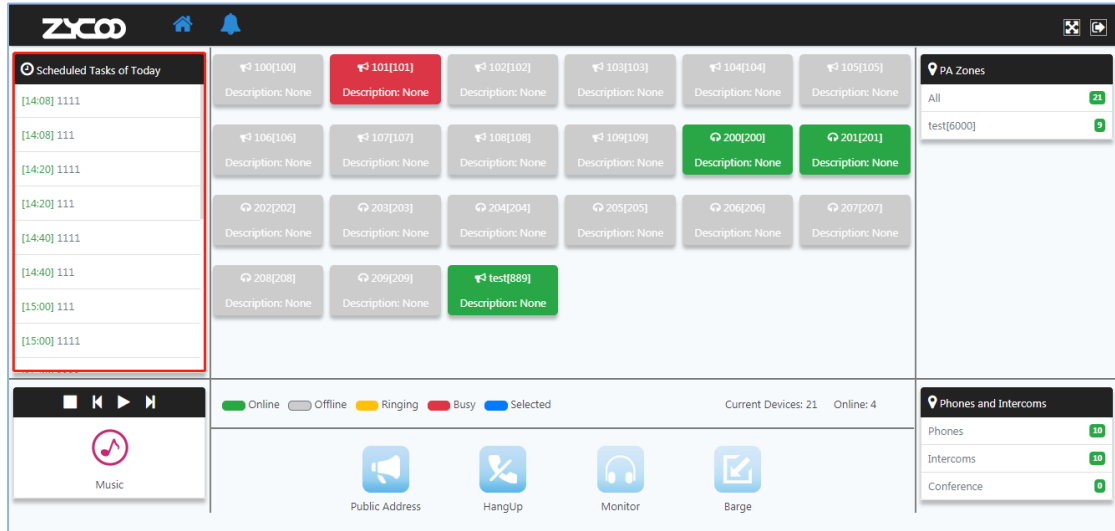 ZYCOO
Scheduled Tasks of Today
[14:08] 1111
[14:08] 111
[14:20] 1111
[14:20] 111
[14:40] 1111
[14:40] 111
[15:00] 111
[15:00] 1111
100[100]
Description: None
101[101]
Description: None
102[102]
Description: None
103[103]
Description: None
104[104]
Description: None
105[105]
Description: None
106[106]
Description: None
107[107]
Description: None
108[108]
Description: None
109[109]
Description: None
200[200]
Description: None
201[201]
Description: None
202[202]
Description: None
203[203]
Description: None
204[204]
Description: None
205[205]
Description: None
206[206]
Description: None
207[207]
Description: None
208[208]
Description: None
209[209]
Description: None
test[889]
Description: None
PA Zones
All 21
test[6000] 9
Music
Online Offline Ringing Busy Selected
Current Devices: 21 Online: 4
Public Address
HangUp
Monitor
Barge
Phones and Intercoms
Phones 10
Intercoms 10
Conference 0